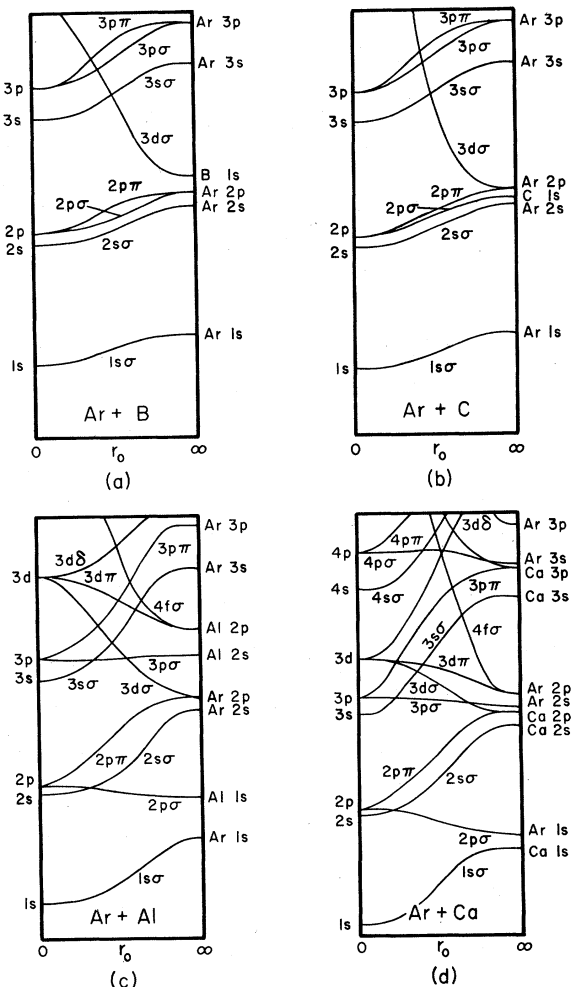 3pπ
Ar 3p
3pσ
Ar 3s
3p
3sσ
3s
3dσ
B 1s
2pπ
Ar 2p
2pσ
Ar 2s
2p
2sσ
2s
Ar 1s
1s
1sσ
Ar + B
0 r₀ ∞
(a)
3pπ
Ar 3p
3pσ
Ar 3s
3p
3sσ
3s
3dσ
Ar 2p
2pπ
C 1s
2pσ
Ar 2s
2p
2sσ
2s
Ar 1s
1s
1sσ
Ar + C
0 r₀ ∞
(b)
Ar 3p
3pπ
3dδ
Ar 3s
3d
3dπ
4fσ
Al 2p
3p
Al 2s
3pσ
3s
3sσ
3dσ
Ar 2p
Ar 2s
2pπ
2sσ
2p
2s
Al 1s
2pσ
Ar 1s
1sσ
1s
Ar + Al
0 r₀ ∞
(c)
3dδ
Ar 3p
4pπ
4p
Ar 3s
4pσ
Ca 3p
3pπ
4s
4sσ
Ca 3s
3sσ
4fσ
3d
3dπ
3dσ
Ar 2p
3p
Ar 2s
3pσ
Ca 2p
3s
Ca 2s
2pπ
2sσ
2p
2s
Ar 1s
2pσ
Ca 1s
1sσ
1s
Ar + Ca
0 r₀ ∞
(d)